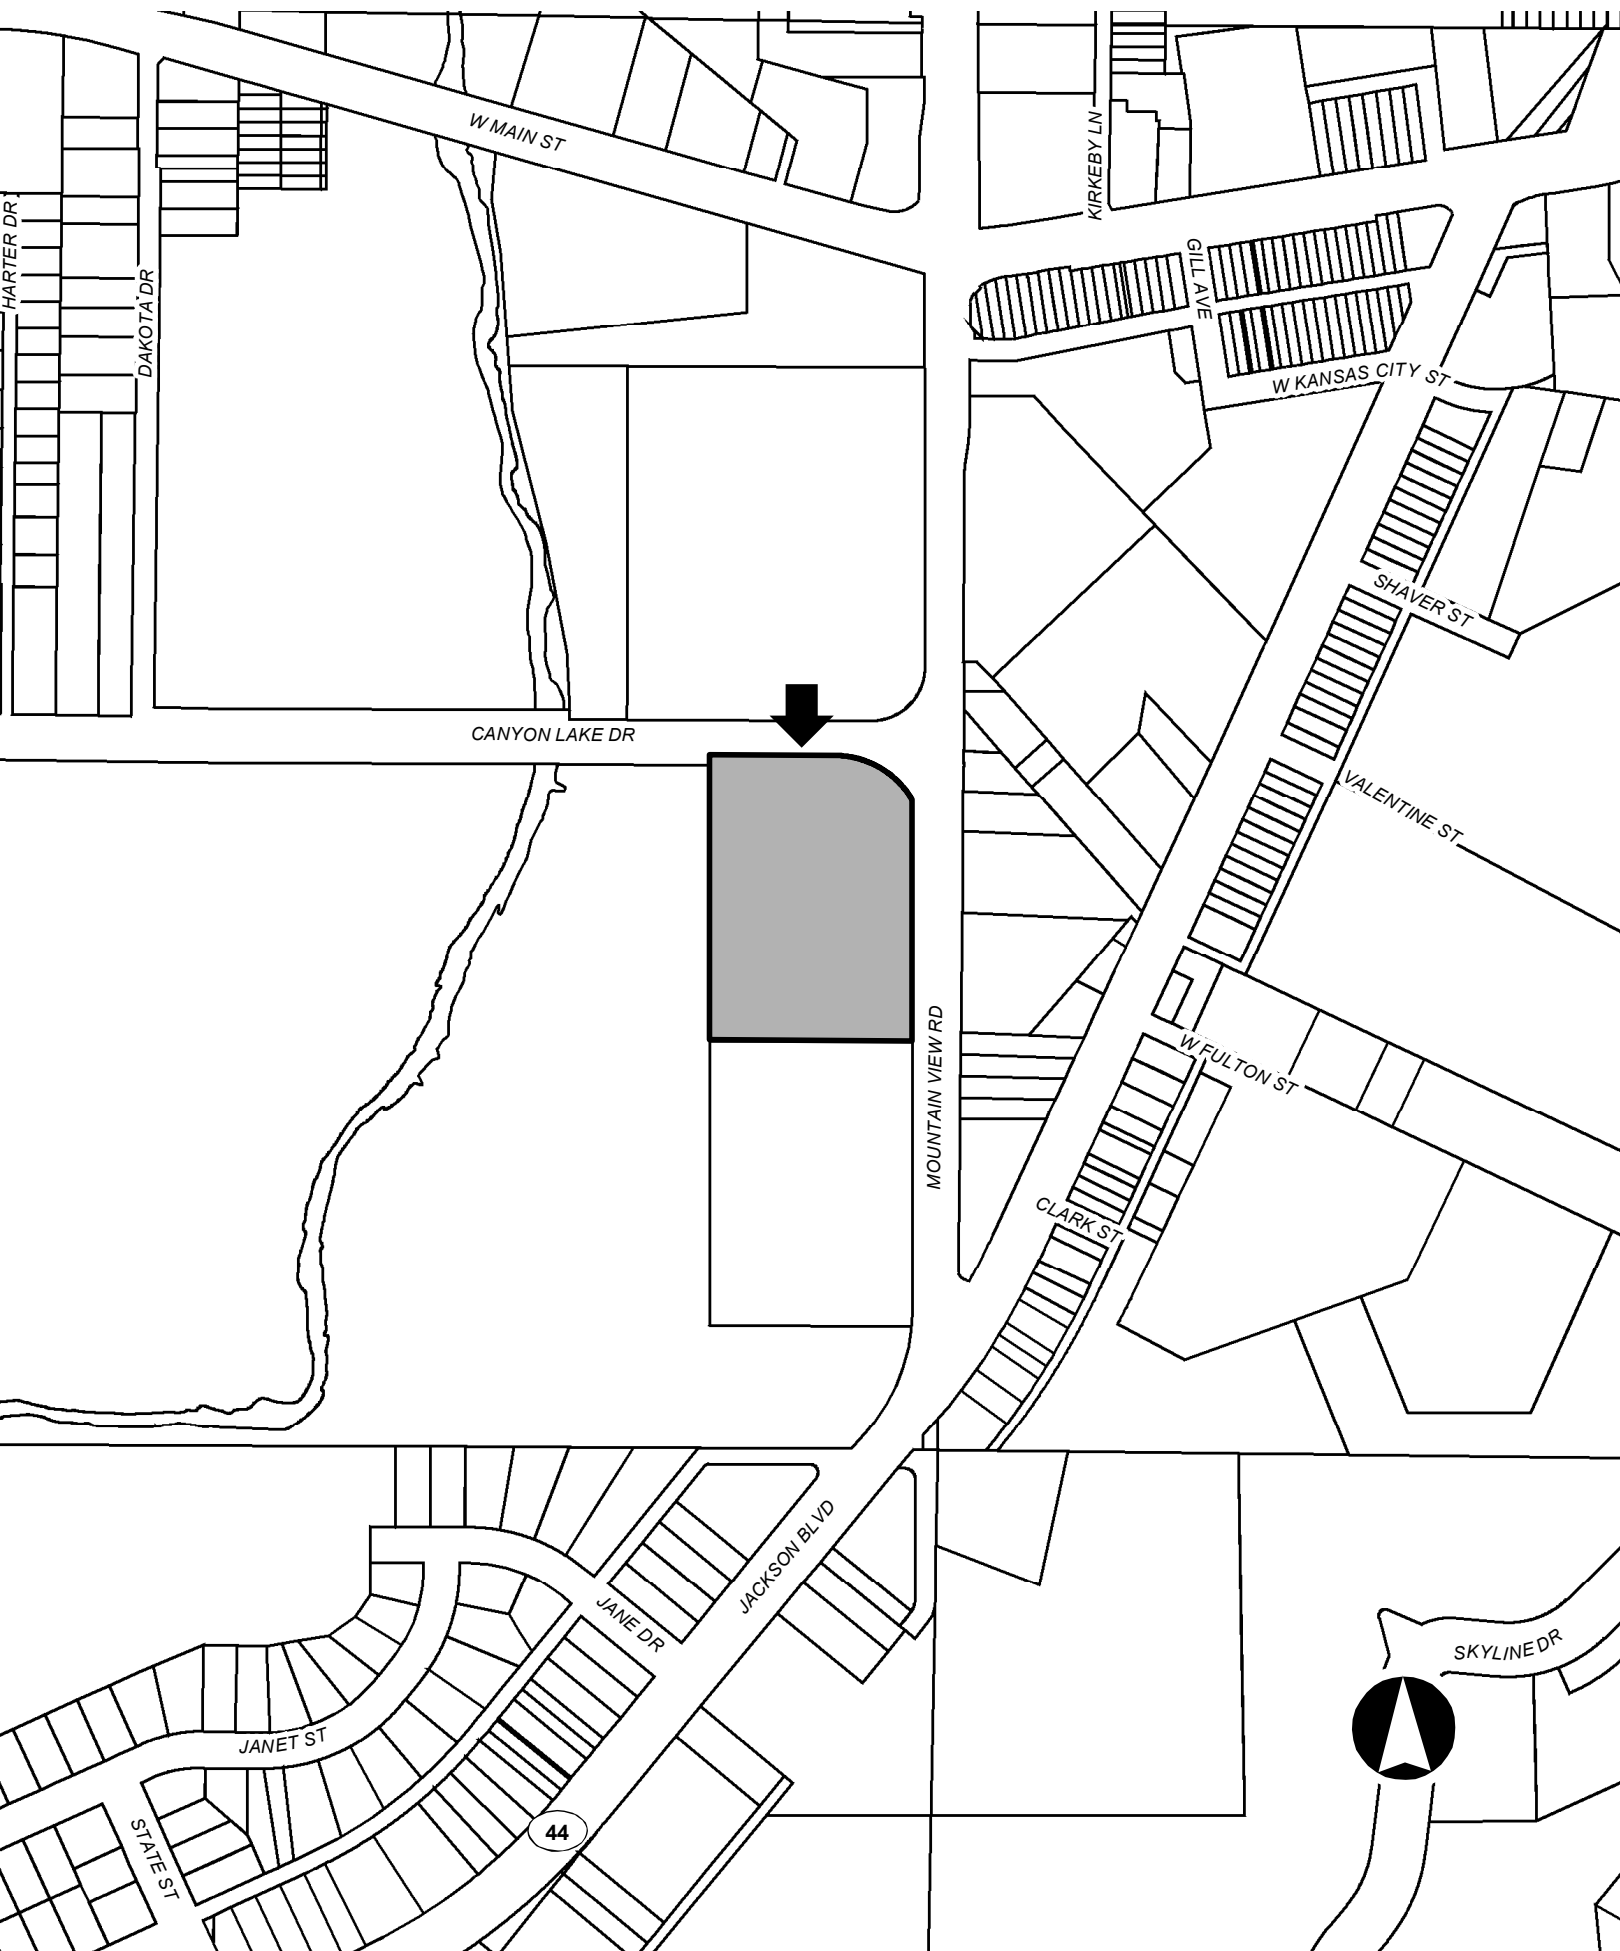 W MAIN ST
KIRKEBY LN
HARTER DR
DAKOTA DR
GILL AVE
W KANSAS CITY ST
SHAVER ST
CANYON LAKE DR
VALENTINE ST
MOUNTAIN VIEW RD
W FULTON ST
CLARK ST
JACKSON BLVD
JANE DR
SKYLINE DR
JANET ST
STATE ST
44